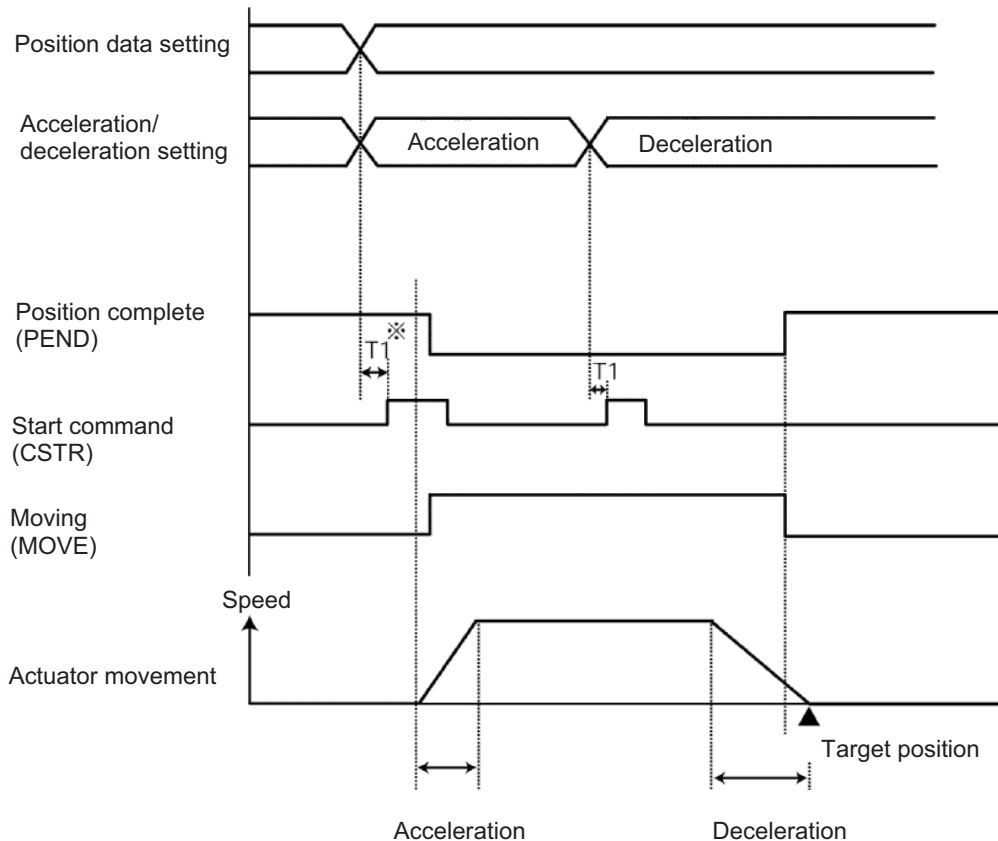 Position data setting
Acceleration/
deceleration setting
Acceleration
Deceleration
Position complete
(PEND)
T1※
T1
Start command
(CSTR)
Moving
(MOVE)
Speed
Actuator movement
Target position
Acceleration
Deceleration